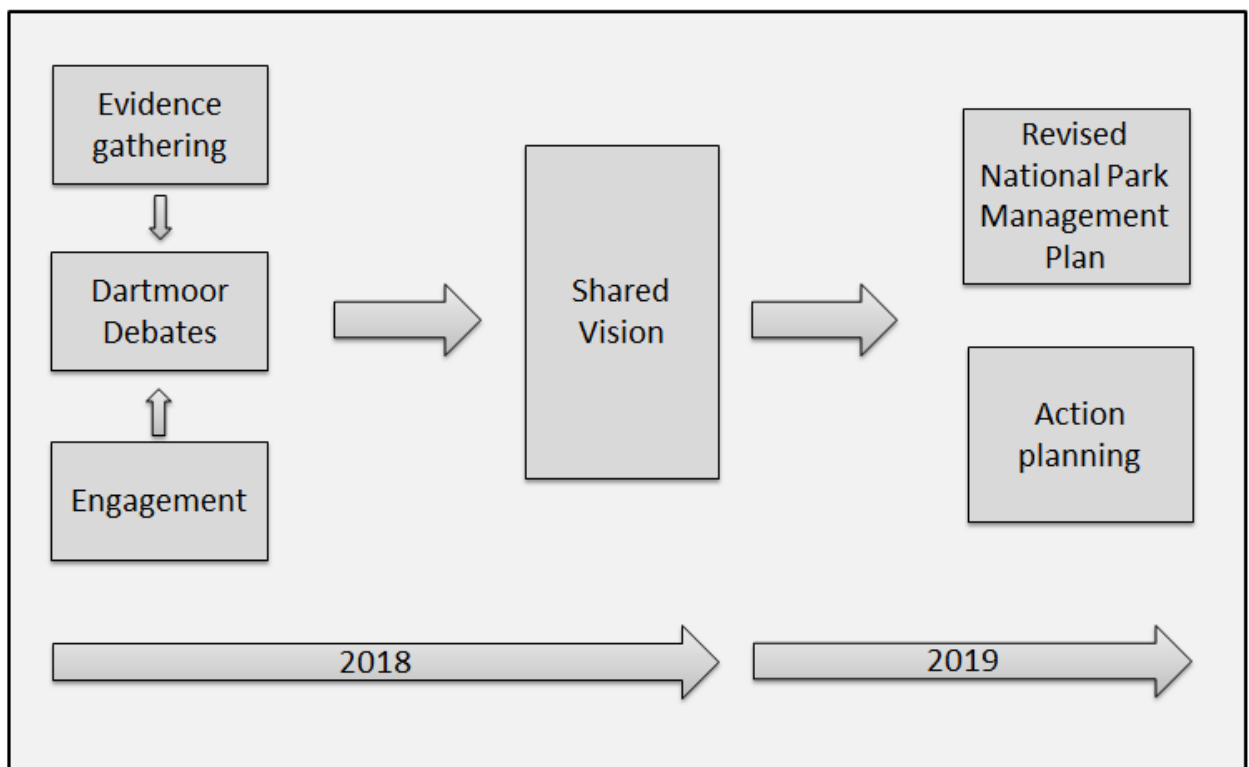 Evidence
gathering
Dartmoor
Debates
Engagement
Shared
Vision
Revised
National Park
Management
Plan
Action
planning
2018
2019